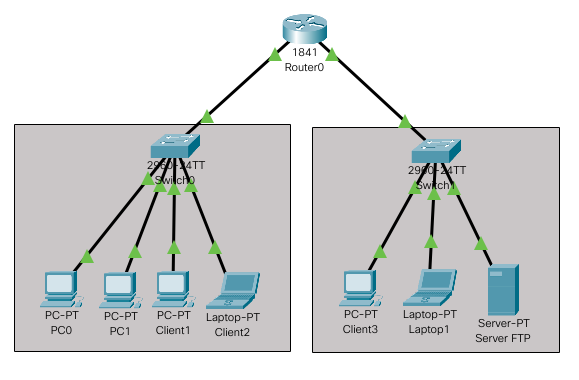 1841
Router0
2960-24TT
Switch0
PC-PT
PC0
PC-PT
PC1
PC-PT
Client1
Laptop-PT
Client2
2960-24TT
Switch1
PC-PT
Client3
Laptop-PT
Laptop1
Server-PT
Server FTP